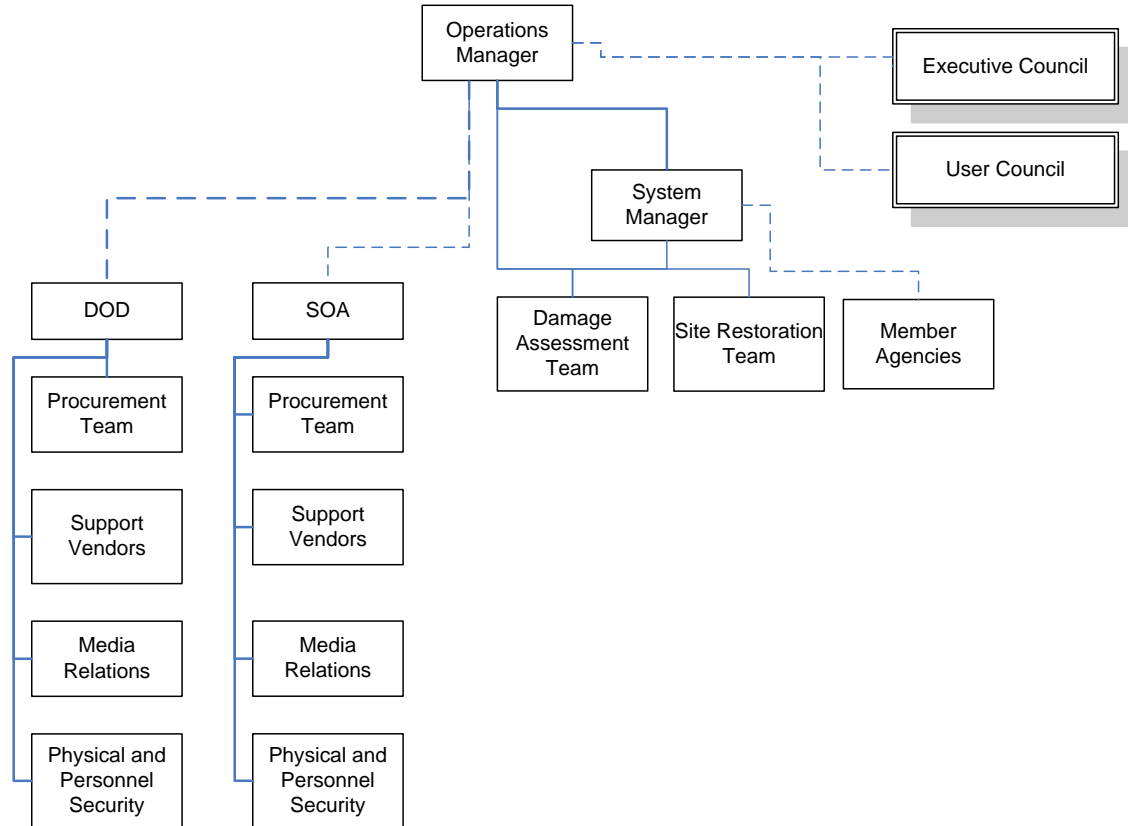 Operations
Manager
Executive Council
User Council
System
Manager
DOD
SOA
Damage
Assessment
Team
Site Restoration
Team
Member
Agencies
Procurement
Team
Procurement
Team
Support
Vendors
Support
Vendors
Media
Relations
Media
Relations
Physical and
Personnel
Security
Physical and
Personnel
Security